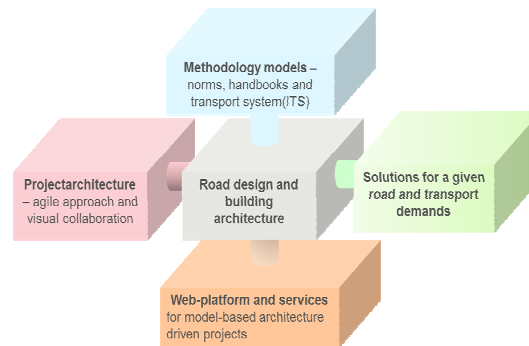 Methodology models –
norms, handbooks and
transport system(ITS)
Projectarchitecture
– agile approach and
visual collaboration
Road design and
building
architecture
Solutions for a given
road and transport
demands
Web-platform and services
for model-based architecture
driven projects